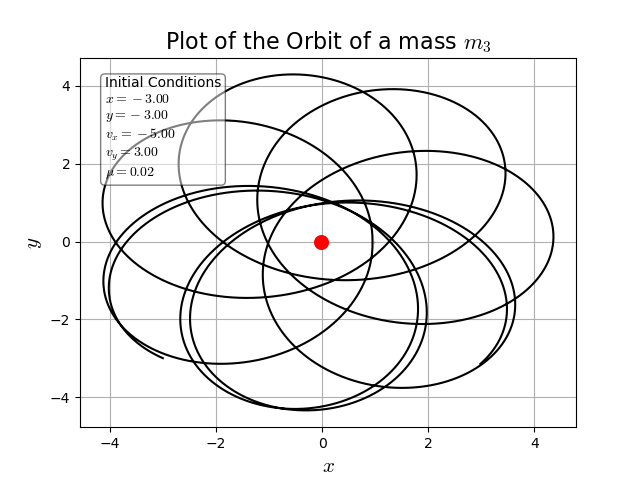 Plot of the Orbit of a mass m₃
Initial Conditions
x = −3.00
y = −3.00
vₓ = −5.00
v_y = 3.00
μ = 0.02
4
2
0
−2
−4
y
−4
−2
0
2
4
x